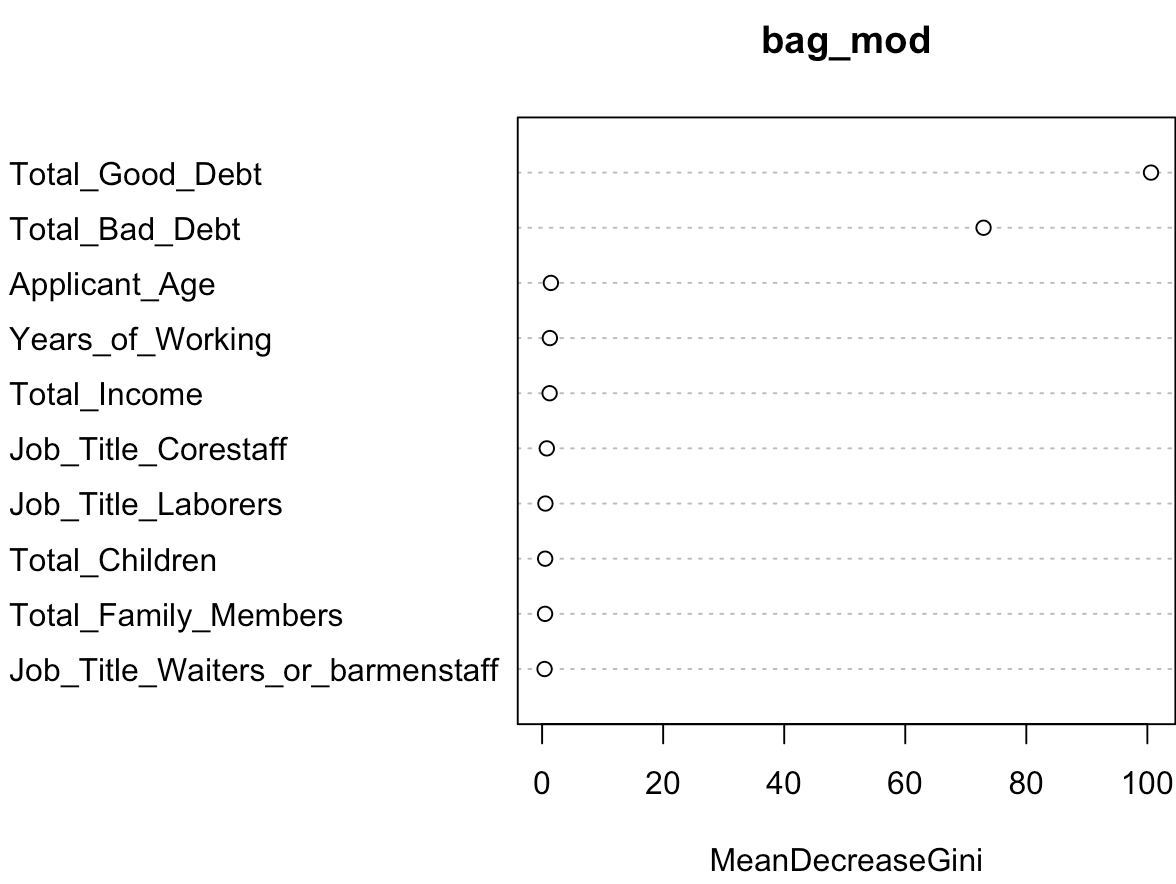 bag_mod
Total_Good_Debt
Total_Bad_Debt
Applicant_Age
Years_of_Working
Total_Income
Job_Title_Corestaff
Job_Title_Laborers
Total_Children
Total_Family_Members
Job_Title_Waiters_or_barmenstaff
0 20 40 60 80 100
MeanDecreaseGini